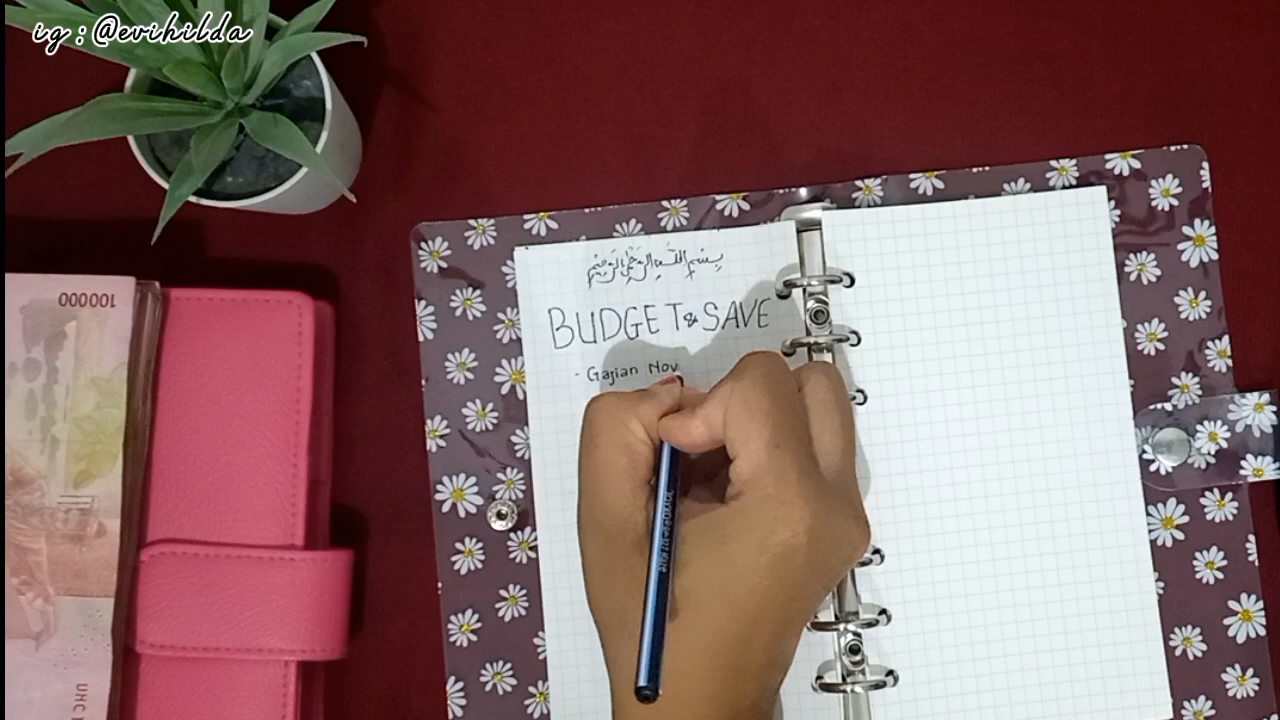 ig : @evihilda
100000
بِسْمِ اللّٰهِ الرَّحْمٰنِ الرَّحِيْمِ
BUDGET & SAVE
- Gajian Nov